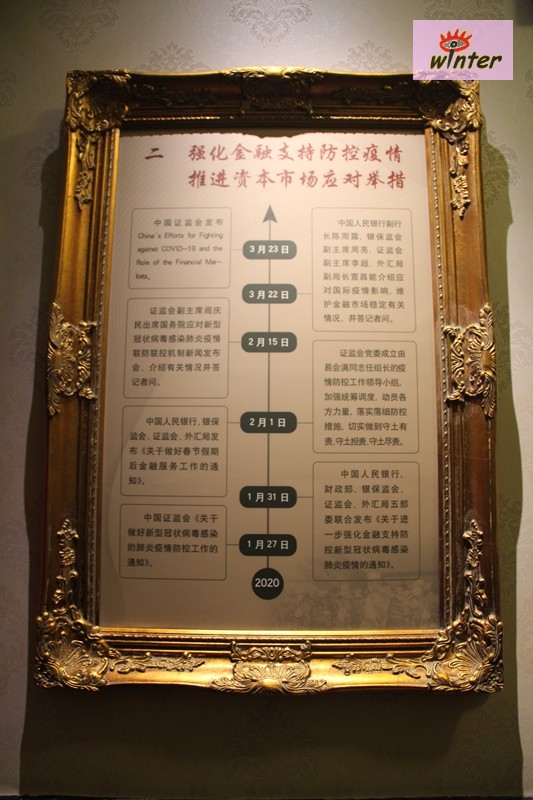 winter
二 强化金融支持防控疫情
推进资本市场应对举措
中国证监会发布
China's Efforts for Fighting
against COVID-19 and the
Role of the Financial Mar-
kets。
3月23日
中国人民银行副行
长陈雨露、银保监会
副主席周亮、证监会
副主席李超、外汇局
副局长宣昌能介绍应
对国际疫情影响，维
护金融市场稳定有关
情况，并答记者问。
3月22日
证监会副主席阎庆
民出席国务院应对新型
冠状病毒感染肺炎疫情
联防联控机制新闻发布
会，介绍有关情况并答
记者问。
2月15日
证监会党委成立由
易会满同志任组长的疫
情防控工作领导小组，
加强统筹调度，动员各
方力量，落实落细防控
措施，切实做到守土有
责、守土担责、守土尽责。
2月1日
中国人民银行、银保
监会、证监会、外汇局发
布《关于做好春节假期
后金融服务工作的通
知》。
1月31日
中国人民银行、
财政部、银保监会、
证监会、外汇局五部
委联合发布《关于进
一步强化金融支持防
控新型冠状病毒感染
肺炎疫情的通知》。
1月27日
中国证监会《关于
做好新型冠状病毒感染
的肺炎疫情防控工作的
通知》。
2020